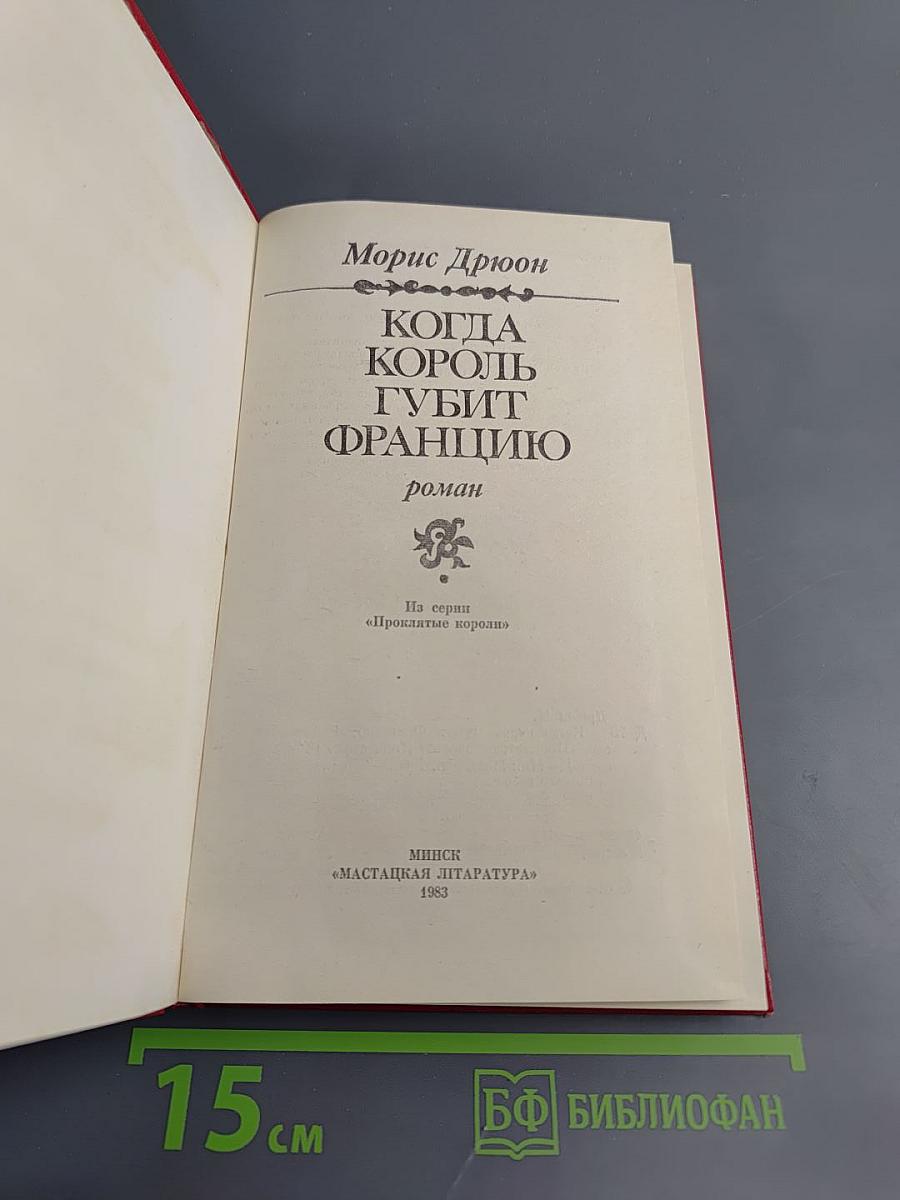 Морис Дрюон
КОГДА
КОРОЛЬ
ГУБИТ
ФРАНЦИЮ
роман
Из серии
«Проклятые короли»
МИНСК
«МАСТАЦКАЯ ЛІТАРАТУРА»
1983
15 см
БФ БИБЛИОФАН